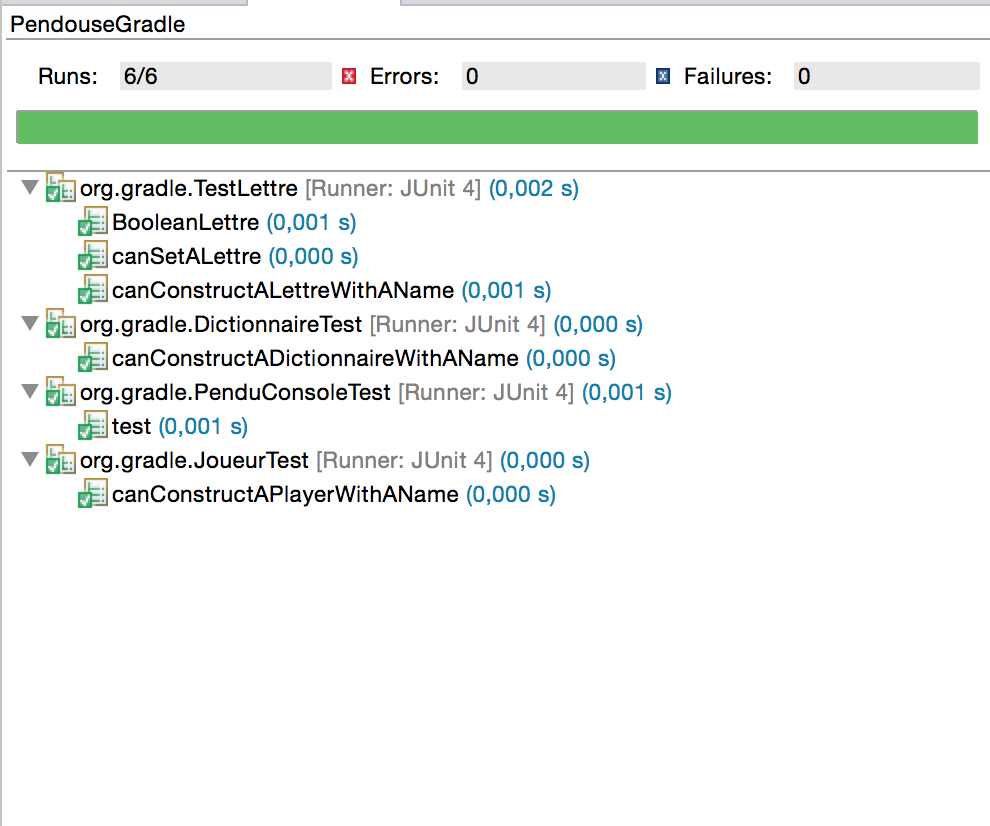 PendouseGradle
Runs: 6/6 Errors: 0 Failures: 0
org.gradle.TestLettre [Runner: JUnit 4] (0,002 s)
BooleanLettre (0,001 s)
canSetALettre (0,000 s)
canConstructALettreWithAName (0,001 s)
org.gradle.DictionnaireTest [Runner: JUnit 4] (0,000 s)
canConstructADictionnaireWithAName (0,000 s)
org.gradle.PenduConsoleTest [Runner: JUnit 4] (0,001 s)
test (0,001 s)
org.gradle.JoueurTest [Runner: JUnit 4] (0,000 s)
canConstructAPlayerWithAName (0,000 s)